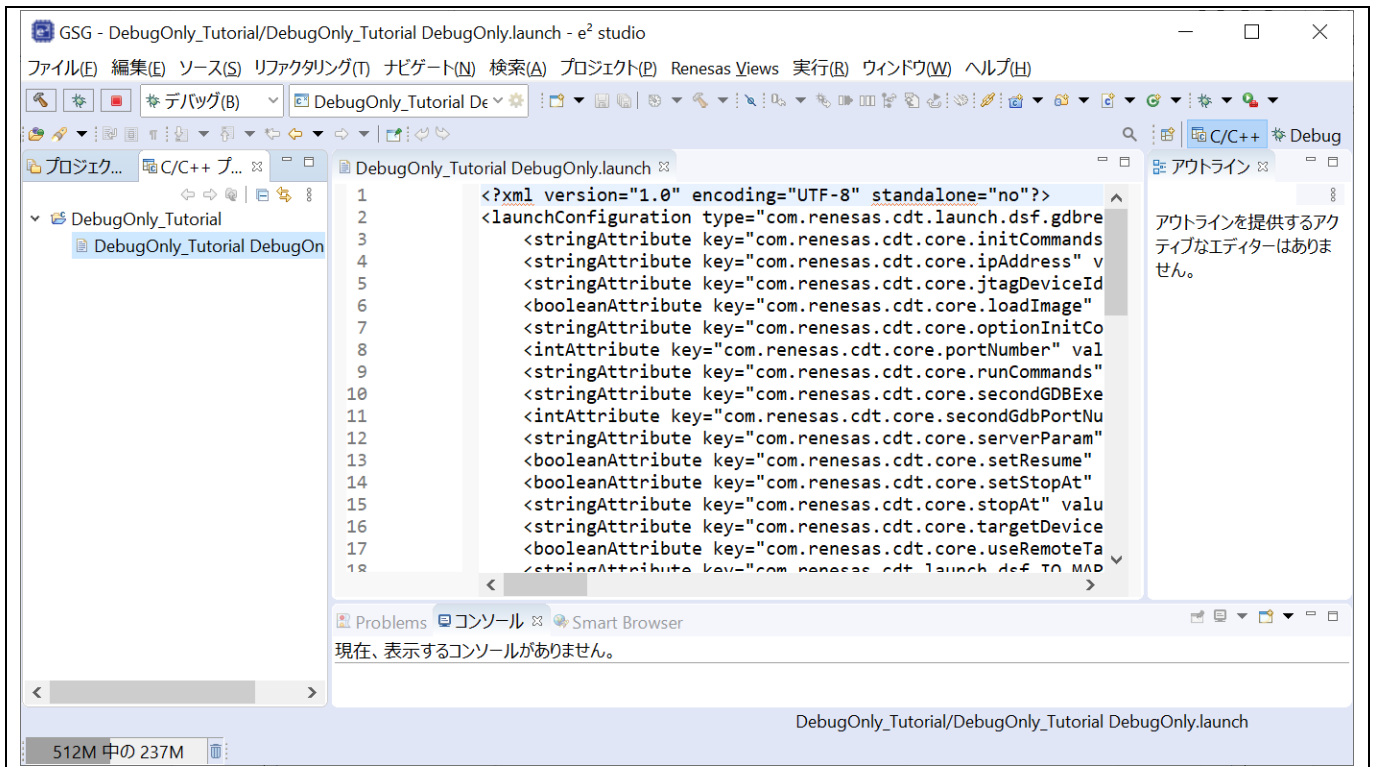 GSG - DebugOnly_Tutorial/DebugOnly_Tutorial DebugOnly.launch - e² studio
ファイル(F) 編集(E) ソース(S) リファクタリング(T) ナビゲート(N) 検索(A) プロジェクト(P) Renesas Views 実行(R) ウィンドウ(W) ヘルプ(H)
デバッグ(B) DebugOnly_Tutorial De
C/C++ Debug
プロジェク... C/C++ プ...
DebugOnly_Tutorial DebugOnly.launch
アウトライン
DebugOnly_Tutorial
DebugOnly_Tutorial DebugOn
1 <?xml version="1.0" encoding="UTF-8" standalone="no"?>
2 <launchConfiguration type="com.renesas.cdt.launch.dsf.gdbre
3 <stringAttribute key="com.renesas.cdt.core.initCommands
4 <stringAttribute key="com.renesas.cdt.core.ipAddress" v
5 <stringAttribute key="com.renesas.cdt.core.jtagDeviceId
6 <booleanAttribute key="com.renesas.cdt.core.loadImage"
7 <stringAttribute key="com.renesas.cdt.core.optionInitCo
8 <intAttribute key="com.renesas.cdt.core.portNumber" val
9 <stringAttribute key="com.renesas.cdt.core.runCommands"
10 <stringAttribute key="com.renesas.cdt.core.secondGDBExe
11 <intAttribute key="com.renesas.cdt.core.secondGdbPortNu
12 <stringAttribute key="com.renesas.cdt.core.serverParam"
13 <booleanAttribute key="com.renesas.cdt.core.setResume"
14 <booleanAttribute key="com.renesas.cdt.core.setStopAt"
15 <stringAttribute key="com.renesas.cdt.core.stopAt" valu
16 <stringAttribute key="com.renesas.cdt.core.targetDevice
17 <booleanAttribute key="com.renesas.cdt.core.useRemoteTa
18 <stringAttribute key="com.renesas.cdt.launch.dsf.IO_MAP
アウトラインを提供するアク
ティブなエディターはありま
せん。
Problems コンソール Smart Browser
現在、表示するコンソールがありません。
DebugOnly_Tutorial/DebugOnly_Tutorial DebugOnly.launch
512M 中の 237M